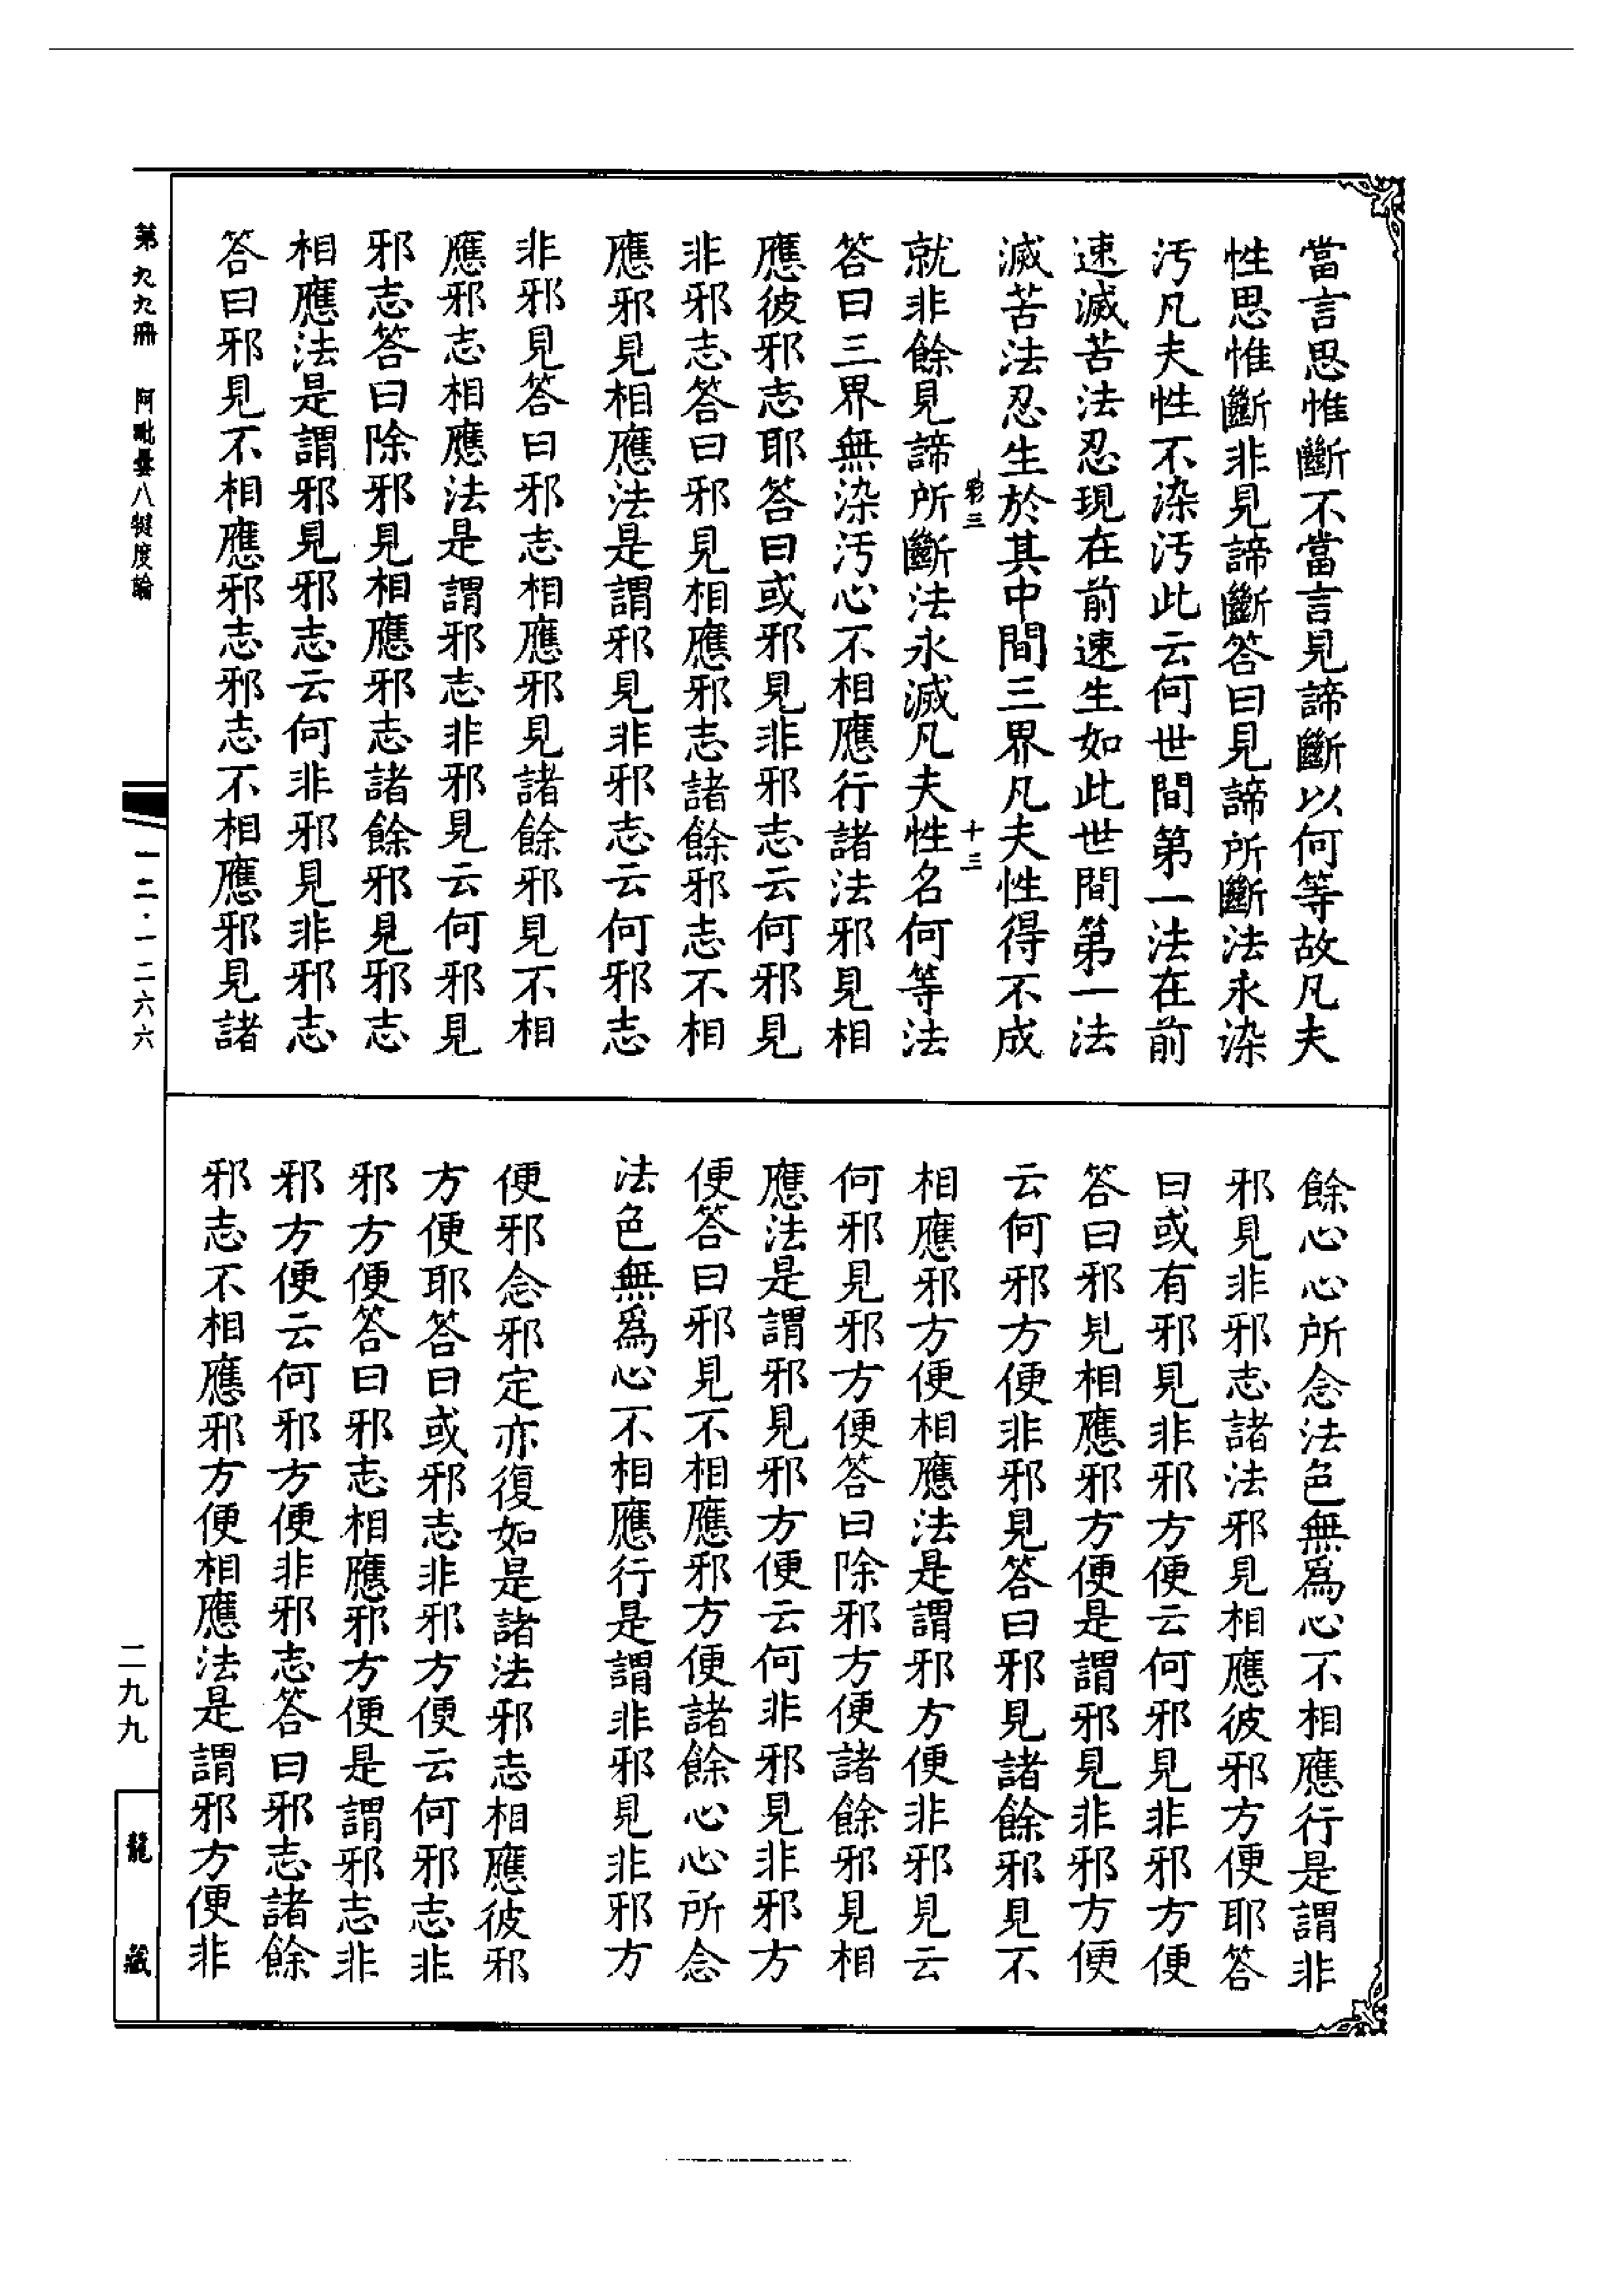 當言思惟斷不當言見諦斷以何等故凡夫
性思惟斷非見諦斷答曰見諦所斷法永染
汚凡夫性不染汚此云何世間第一法在前
速滅苦法忍現在前速生如此世間第一法
滅苦法忍生於其中間三界凡夫性得不成
彩三 十三
就非餘見諦所斷法永滅凡夫性名何等法
答曰三界無染汚心不相應行諸法邪見相
應彼邪志耶答曰或邪見非邪志云何邪見
非邪志答曰邪見相應邪志諸餘邪志不相
應邪見相應法是謂邪見非邪志云何邪志
非邪見答曰邪志相應邪見諸餘邪見不相
應邪志相應法是謂邪志非邪見云何邪見
邪志答曰除邪見相應邪志諸餘邪見邪志
相應法是謂邪見邪志云何非邪見非邪志
答曰邪見不相應邪志邪志不相應邪見諸
餘心心所念法色無爲心不相應行是謂非
邪見非邪志諸法邪見相應彼邪方便耶答
曰或有邪見非邪方便云何邪見非邪方便
答曰邪見相應邪方便是謂邪見非邪方便
云何邪方便非邪見答曰邪見諸餘邪見不
相應邪方便相應法是謂邪方便非邪見云
何邪見邪方便答曰除邪方便諸餘邪見相
應法是謂邪見邪方便云何非邪見非邪方
便答曰邪見不相應邪方便諸餘心心所念
法色無爲心不相應行是謂非邪見非邪方
便邪念邪定亦復如是諸法邪志相應彼邪
方便耶答曰或邪志非邪方便云何邪志非
邪方便答曰邪志相應邪方便是謂邪志非
邪方便云何邪方便非邪志答曰邪志諸餘
邪志不相應邪方便相應法是謂邪方便非
第九九冊 阿毗曇八犍度論
一二·一二六六
二九九
龍藏